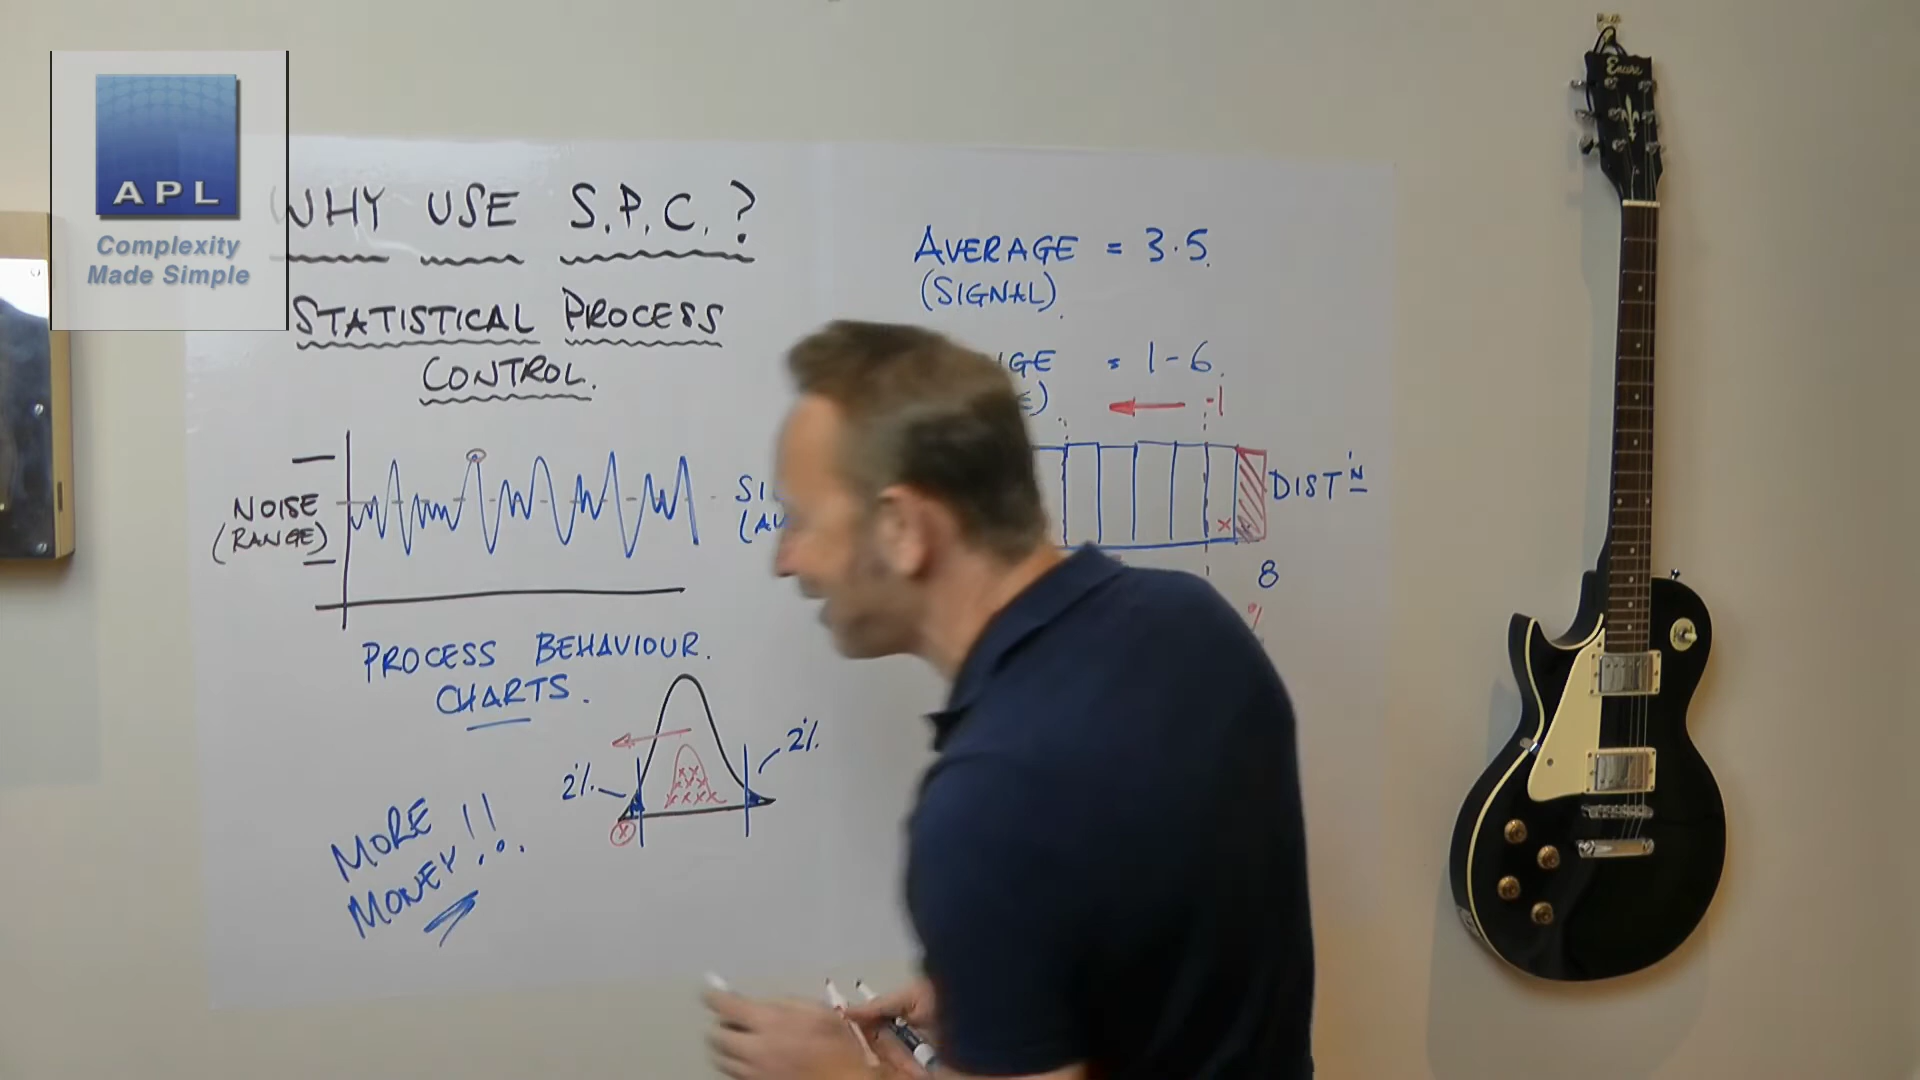 APL
Complexity
Made Simple
WHY USE S.P.C.?
STATISTICAL PROCESS
CONTROL.
NOISE
(RANGE)
PROCESS BEHAVIOUR.
CHARTS.
2%
2%
MORE
MONEY!!
AVERAGE = 3.5
(SIGNAL).
= 1-6.
-1
DIST'N
8
%
Encore